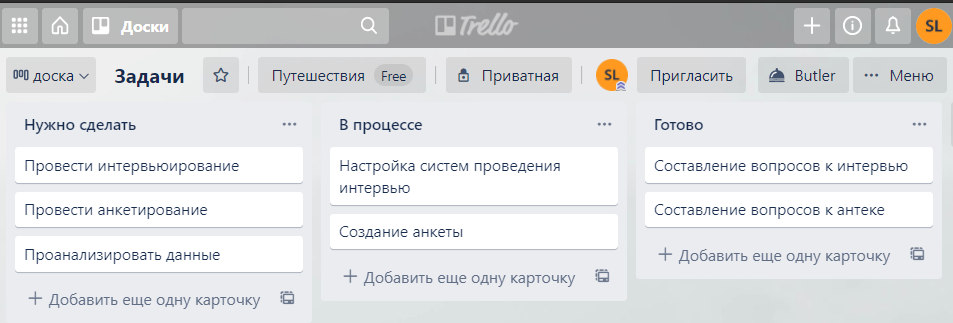 Доски
Trello
SL
доска
Задачи
Путешествия Free
Приватная
SL
Пригласить
Butler
Меню
Нужно сделать
Провести интервьюирование
Провести анкетирование
Проанализировать данные
Добавить еще одну карточку
В процессе
Настройка систем проведения
интервью
Создание анкеты
Добавить еще одну карточку
Готово
Составление вопросов к интервью
Составление вопросов к антеке
Добавить еще одну карточку